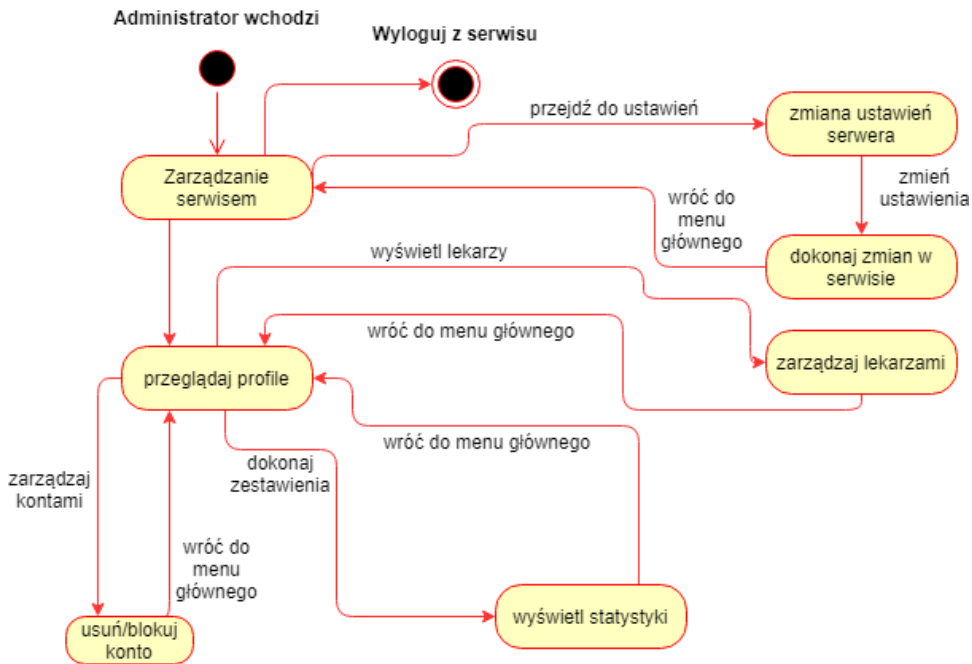 Administrator wchodzi
Wyloguj z serwisu
przejdź do ustawień
zmiana ustawień
serwera
Zarządzanie
serwisem
zmień
ustawienia
wróć do
menu
głównego
dokonaj zmian w
serwisie
wyświetl lekarzy
wróć do menu głównego
zarządzaj lekarzami
przeglądaj profile
wróć do menu głównego
zarządzaj
kontami
dokonaj
zestawienia
wróć do
menu
głównego
wyświetl statystyki
usuń/blokuj
konto